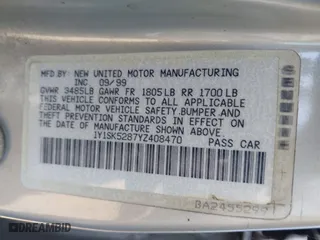 MFD.BY NEW UNITED MOTOR MANUFACTURING
INC 09/99
GVWR 3485LB GAWR FR 1805LB RR 1700LB
THIS VEHICLE CONFORMS TO ALL APPLICABLE
FEDERAL MOTOR VEHICLE SAFETY,BUMPER AND
THEFT PREVENTION STANDARDS IN EFFECT ON
THE DATE OF MANUFACTURE SHOWN ABOVE.
1Y1SK5287YZ408470 PASS CAR
© STAT.VIN